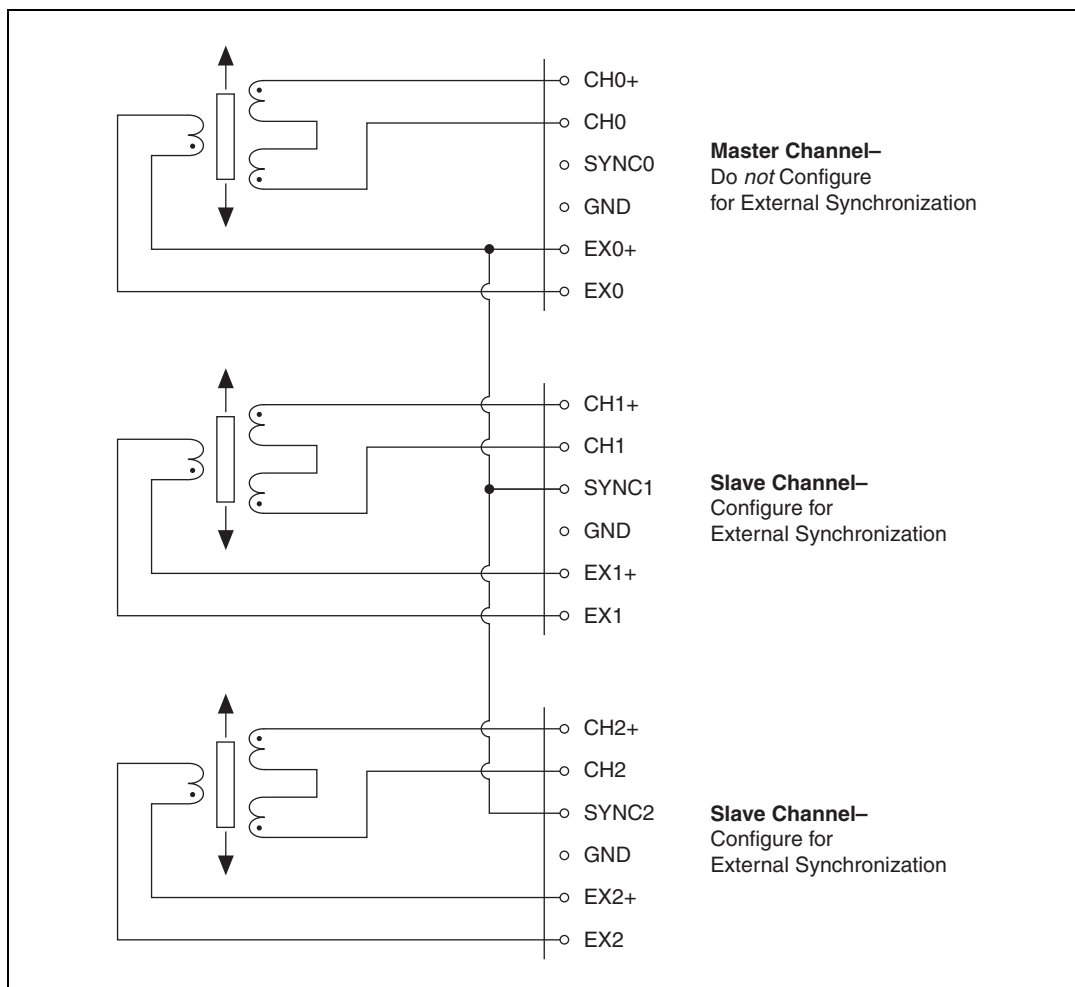 CH0+
CH0
SYNC0
GND
EX0+
EX0
Master Channel–
Do not Configure
for External Synchronization
CH1+
CH1
SYNC1
GND
EX1+
EX1
Slave Channel–
Configure for
External Synchronization
CH2+
CH2
SYNC2
GND
EX2+
EX2
Slave Channel–
Configure for
External Synchronization